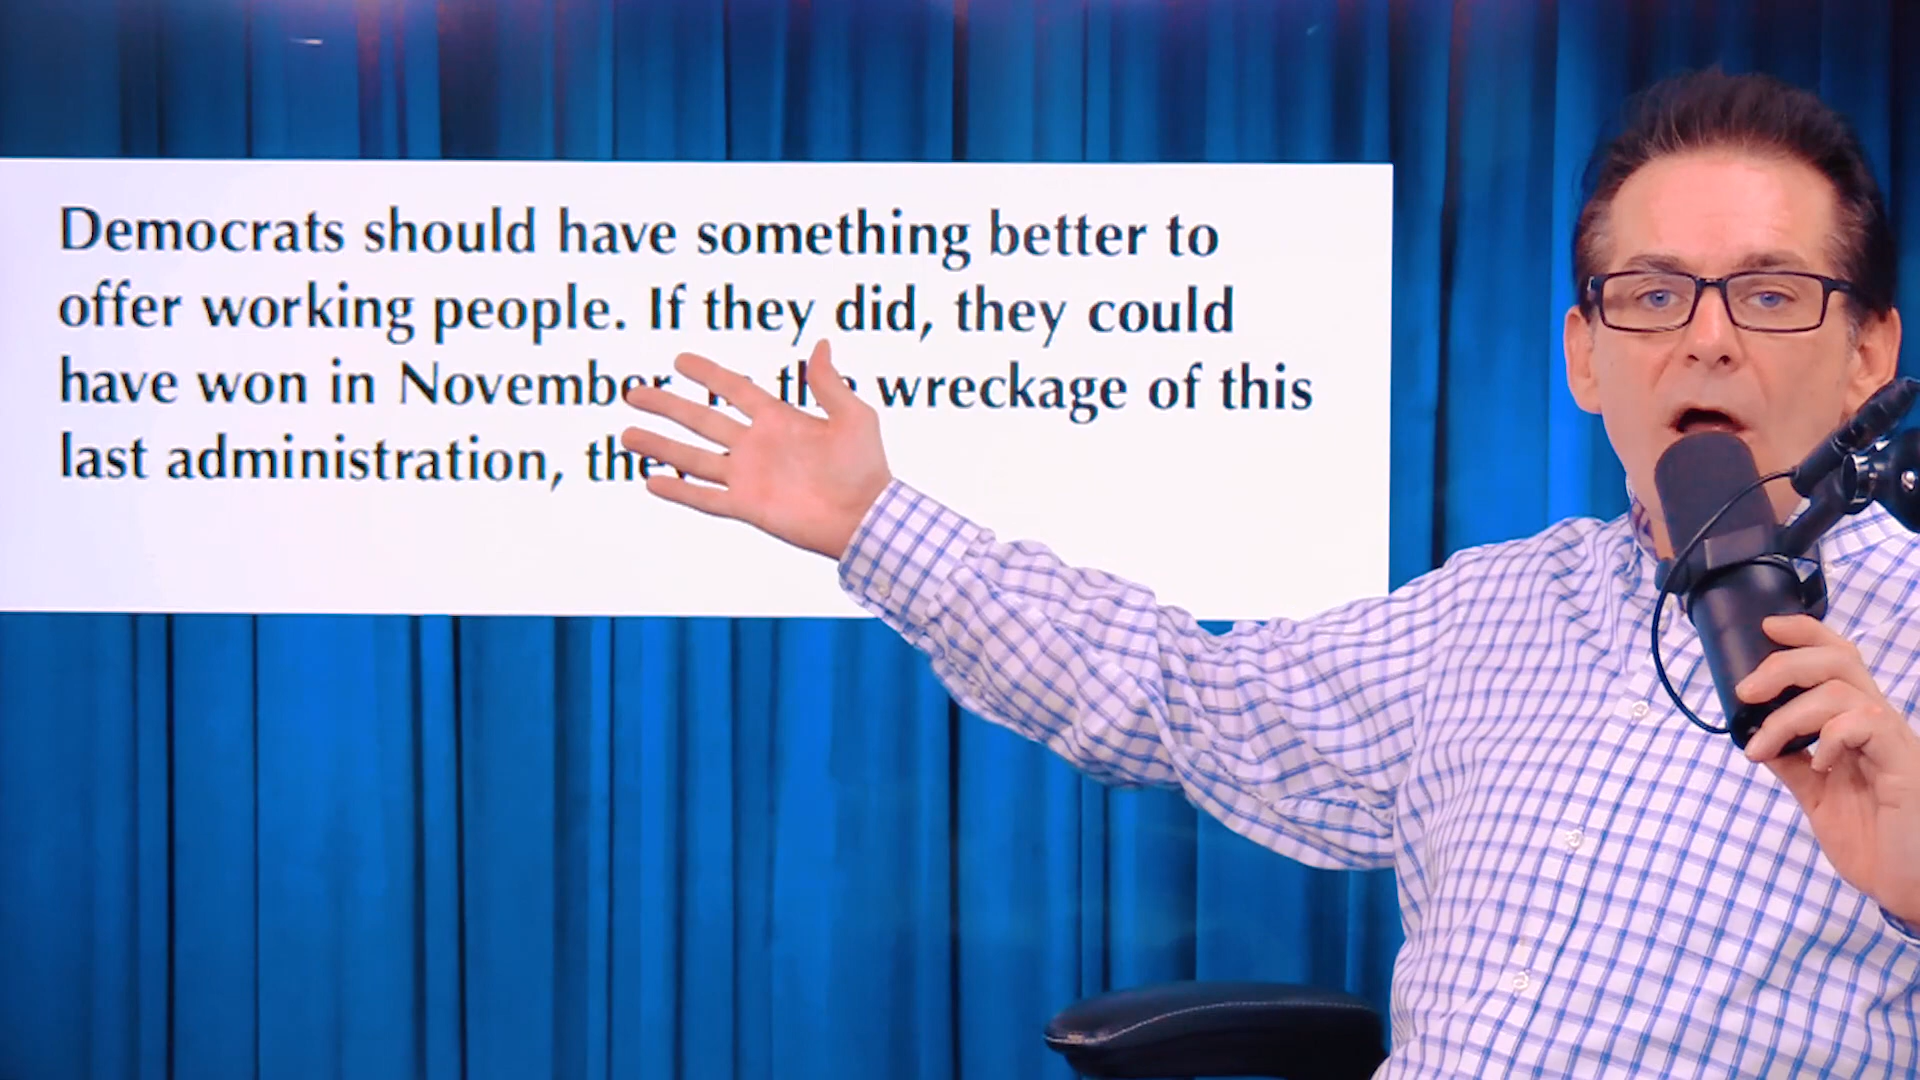 Democrats should have something better to
offer working people. If they did, they could
have won in November the wreckage of this
last administration,